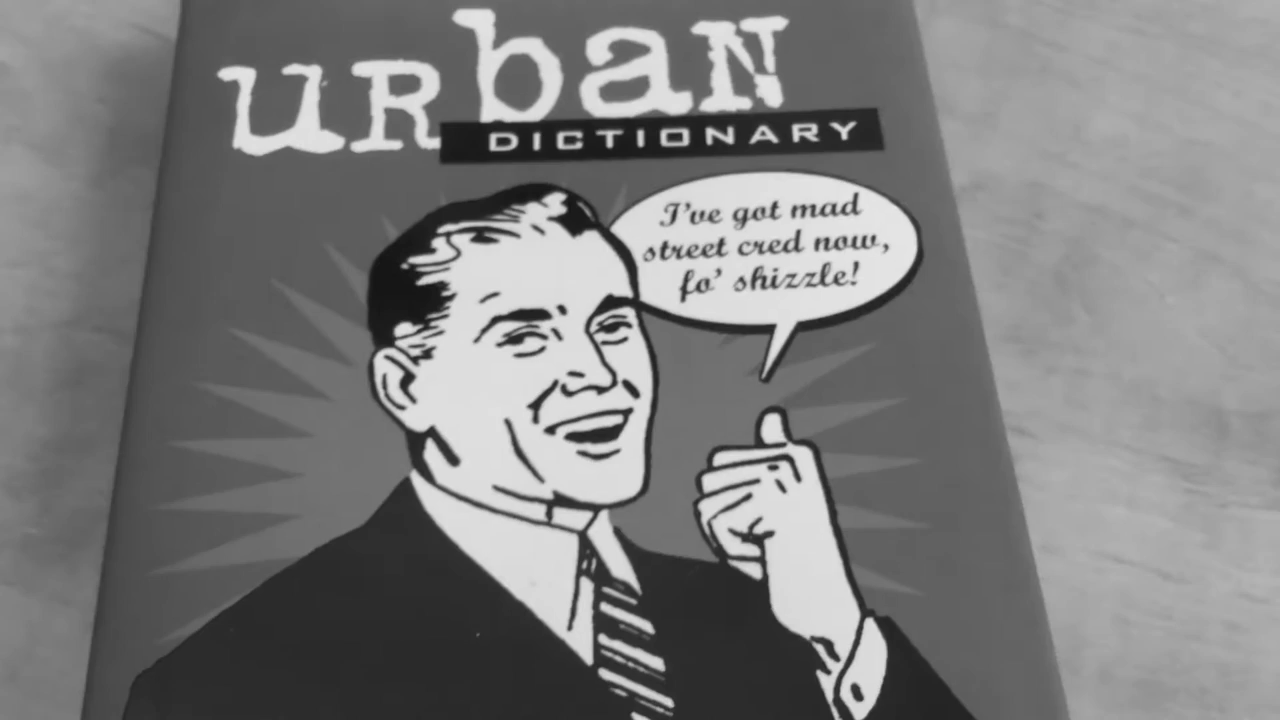 urban
DICTIONARY
I've got mad
street cred now,
fo' shizzle!